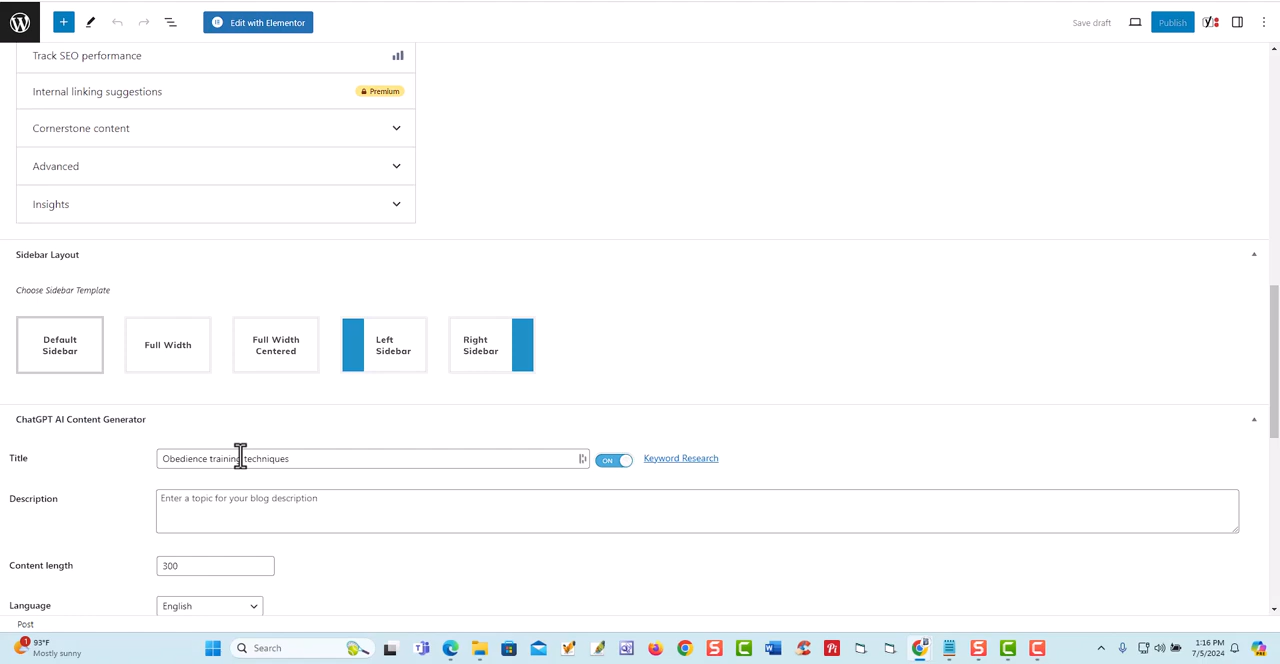 Edit with Elementor
Save draft
Publish
Track SEO performance
Internal linking suggestions
Premium
Cornerstone content
Advanced
Insights
Sidebar Layout
Choose Sidebar Template
Default
Sidebar
Full Width
Full Width
Centered
Left
Sidebar
Right
Sidebar
ChatGPT AI Content Generator
Title
Obedience training techniques
ON
Keyword Research
Description
Enter a topic for your blog description
Content length
300
Language
English
Post
1
93°F
Mostly sunny
Search
1:16 PM
7/5/2024